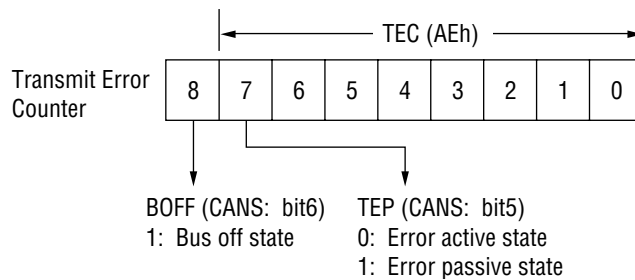 TEC (AEh)
Transmit Error
Counter
8 7 6 5 4 3 2 1 0
BOFF (CANS: bit6)
1: Bus off state
TEP (CANS: bit5)
0: Error active state
1: Error passive state